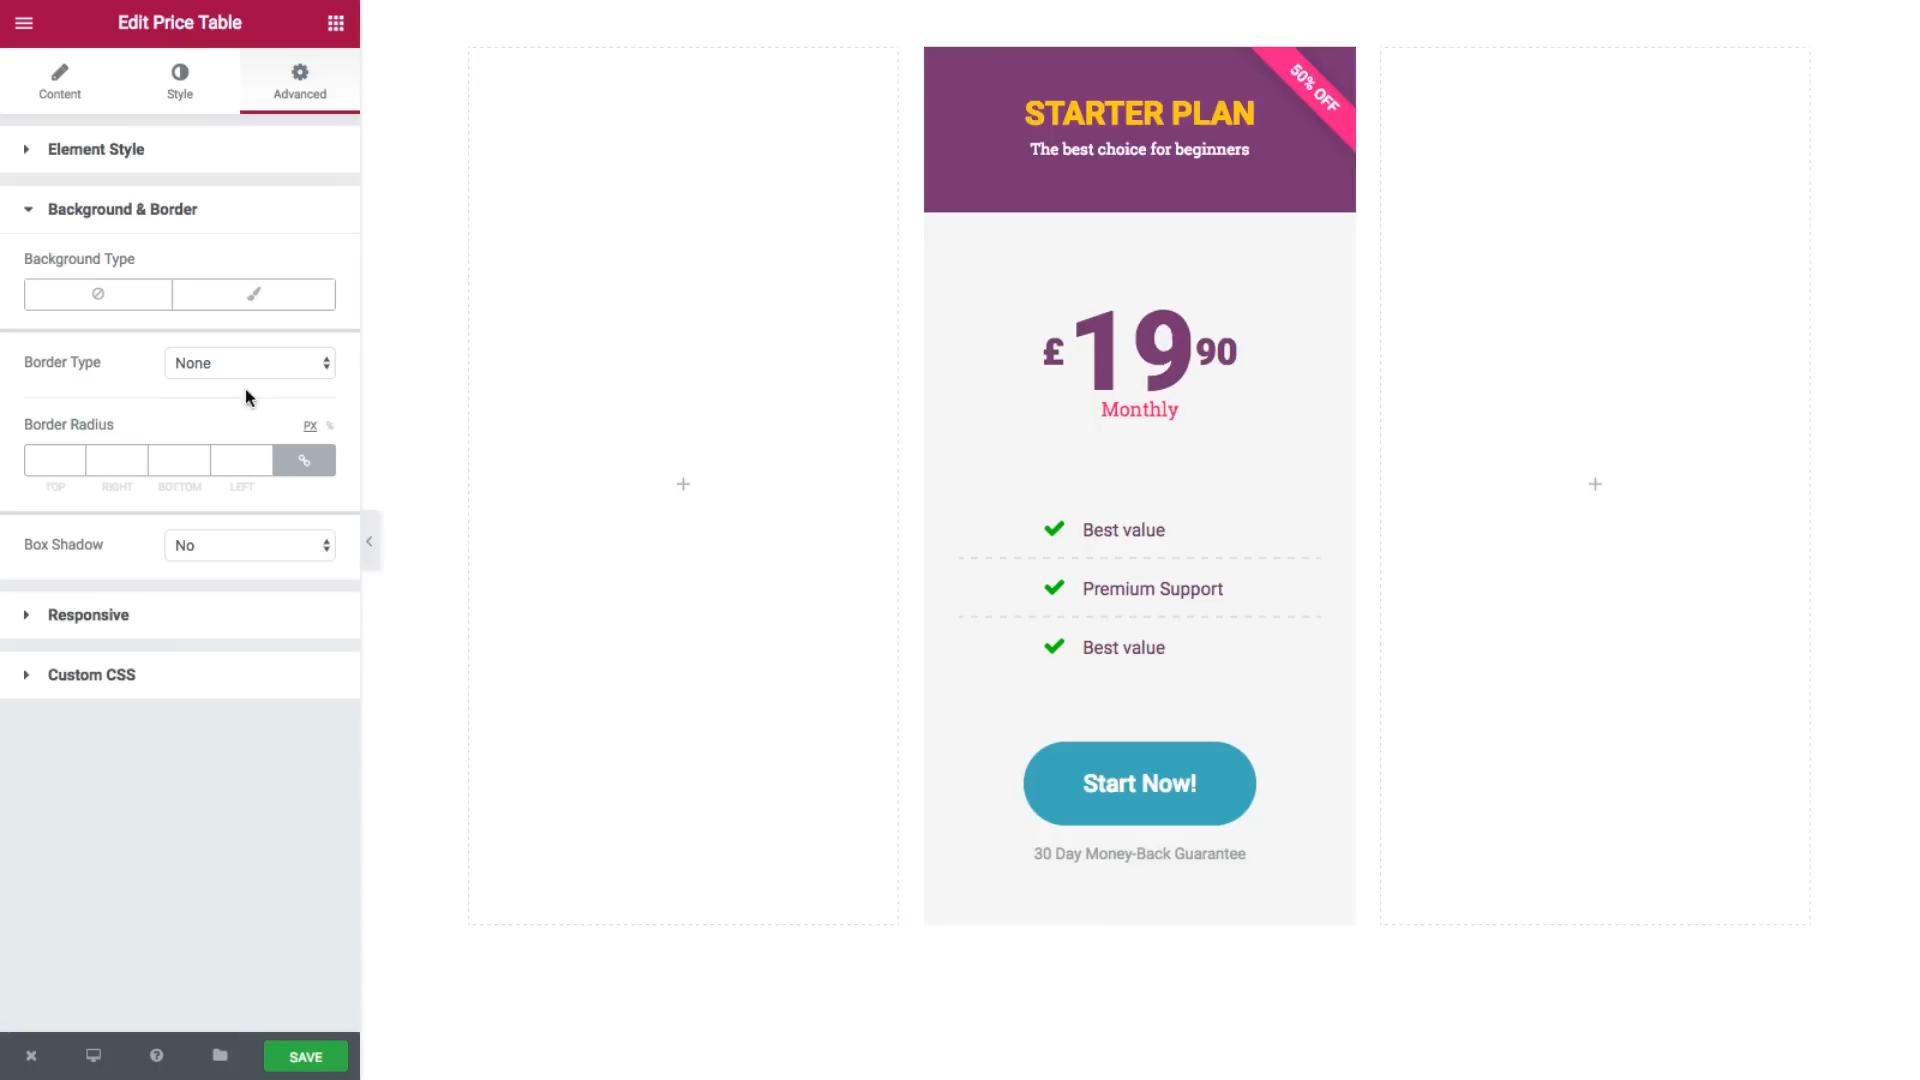 Edit Price Table
Content
Style
Advanced
Element Style
Background & Border
Background Type
Border Type
None
Border Radius
PX %
TOP RIGHT BOTTOM LEFT
Box Shadow
No
Responsive
Custom CSS
SAVE
50% OFF
STARTER PLAN
The best choice for beginners
£1990
Monthly
Best value
Premium Support
Best value
Start Now!
30 Day Money-Back Guarantee